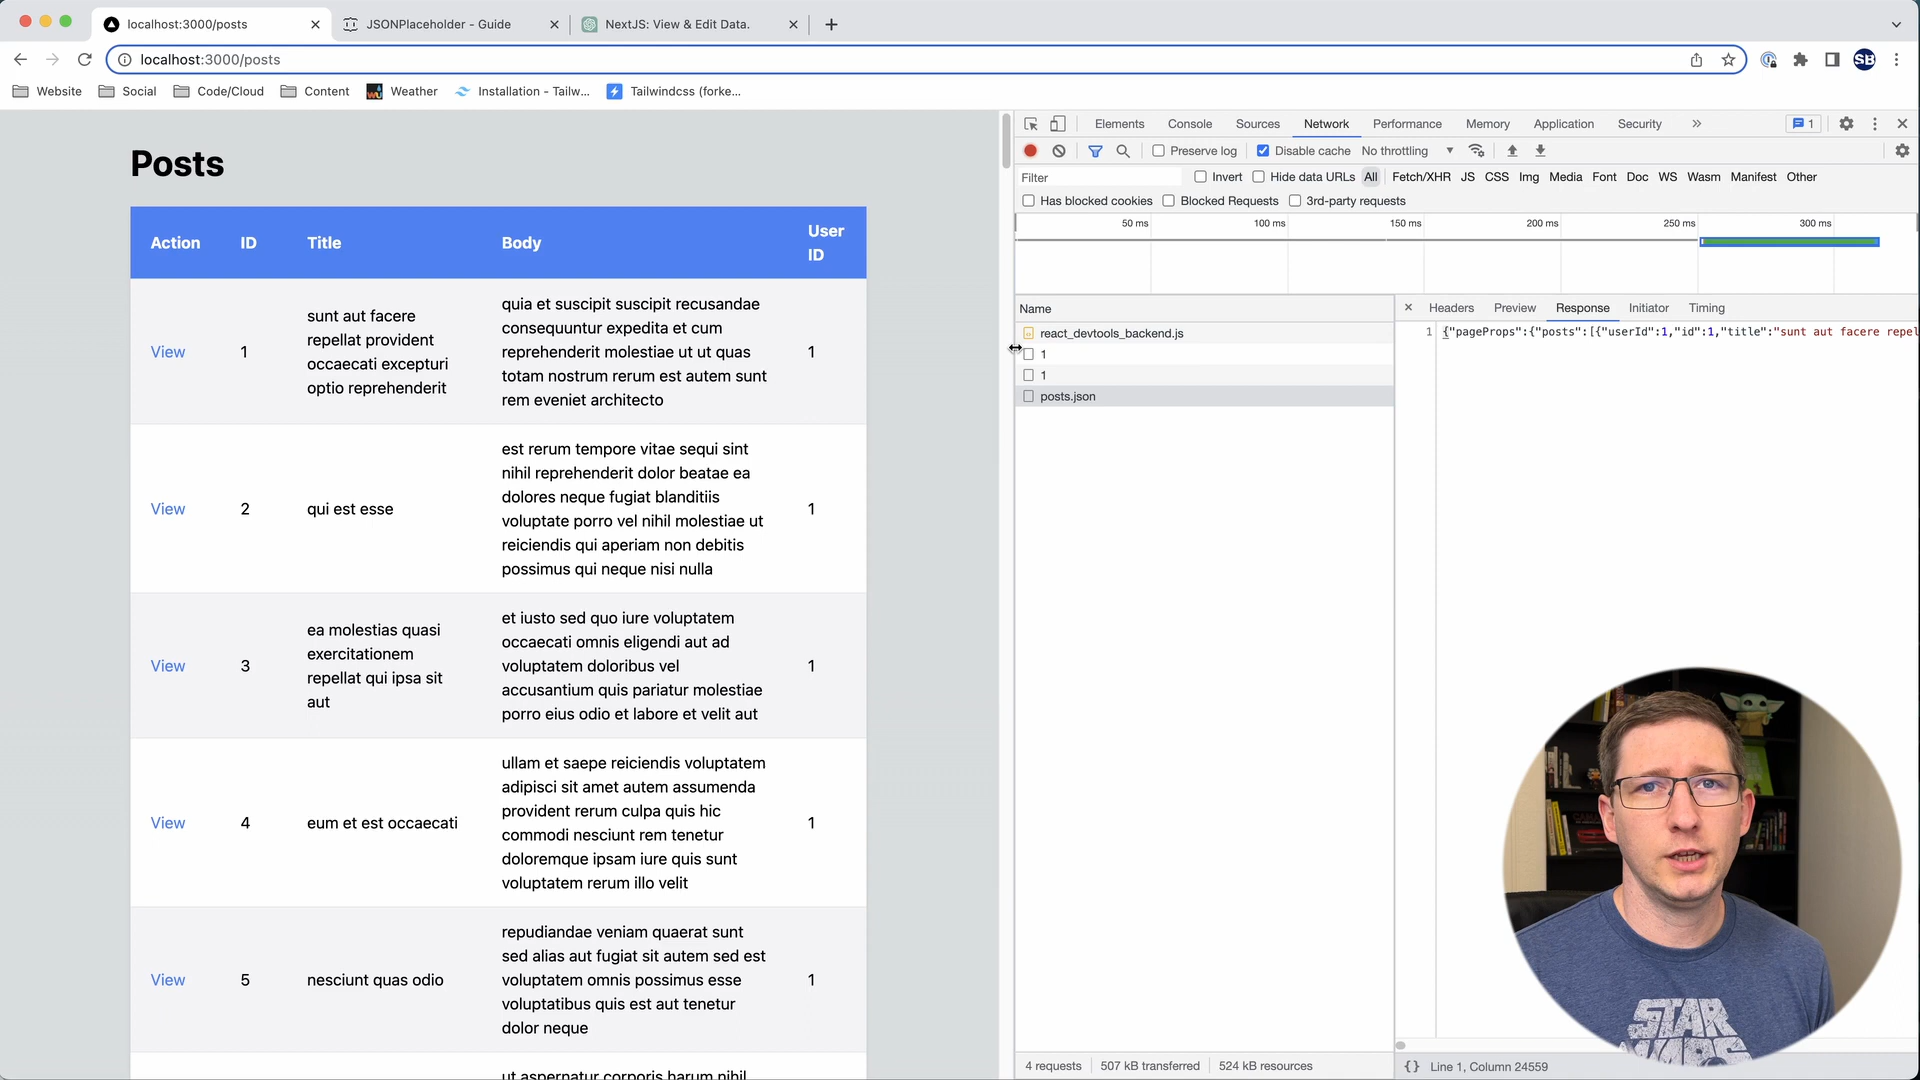 localhost:3000/posts
JSONPlaceholder - Guide
NextJS: View & Edit Data.
localhost:3000/posts
SB
Website
Social
Code/Cloud
Content
Weather
Installation - Tailw...
Tailwindcss (forke...
Posts
Action ID Title Body User
ID
View 1
sunt aut facere
repellat provident
occaecati excepturi
optio reprehenderit
quia et suscipit suscipit recusandae
consequuntur expedita et cum
reprehenderit molestiae ut ut quas
totam nostrum rerum est autem sunt
rem eveniet architecto
1
View 2
qui est esse
est rerum tempore vitae sequi sint
nihil reprehenderit dolor beatae ea
dolores neque fugiat blanditiis
voluptate porro vel nihil molestiae ut
reiciendis qui aperiam non debitis
possimus qui neque nisi nulla
1
View 3
ea molestias quasi
exercitationem
repellat qui ipsa sit
aut
et iusto sed quo iure voluptatem
occaecati omnis eligendi aut ad
voluptatem doloribus vel
accusantium quis pariatur molestiae
porro eius odio et labore et velit aut
1
View 4
eum et est occaecati
ullam et saepe reiciendis voluptatem
adipisci sit amet autem assumenda
provident rerum culpa quis hic
commodi nesciunt rem tenetur
doloremque ipsam iure quis sunt
voluptatem rerum illo velit
1
View 5
nesciunt quas odio
repudiandae veniam quaerat sunt
sed alias aut fugiat sit autem sed est
voluptatem omnis possimus esse
voluptatibus quis est aut tenetur
dolor neque
1
ut aspernatur corporis harum nihil
Elements Console Sources Network Performance Memory Application Security » 1
Preserve log Disable cache No throttling
Filter Invert Hide data URLs All Fetch/XHR JS CSS Img Media Font Doc WS Wasm Manifest Other
Has blocked cookies Blocked Requests 3rd-party requests
50 ms 100 ms 150 ms 200 ms 250 ms 300 ms
Name
react_devtools_backend.js
1
1
posts.json
Headers Preview Response Initiator Timing
1 {"pageProps":{"posts":[{"userId":1,"id":1,"title":"sunt aut facere repel
STAR
WARS
4 requests 507 kB transferred 524 kB resources
{} Line 1, Column 24559